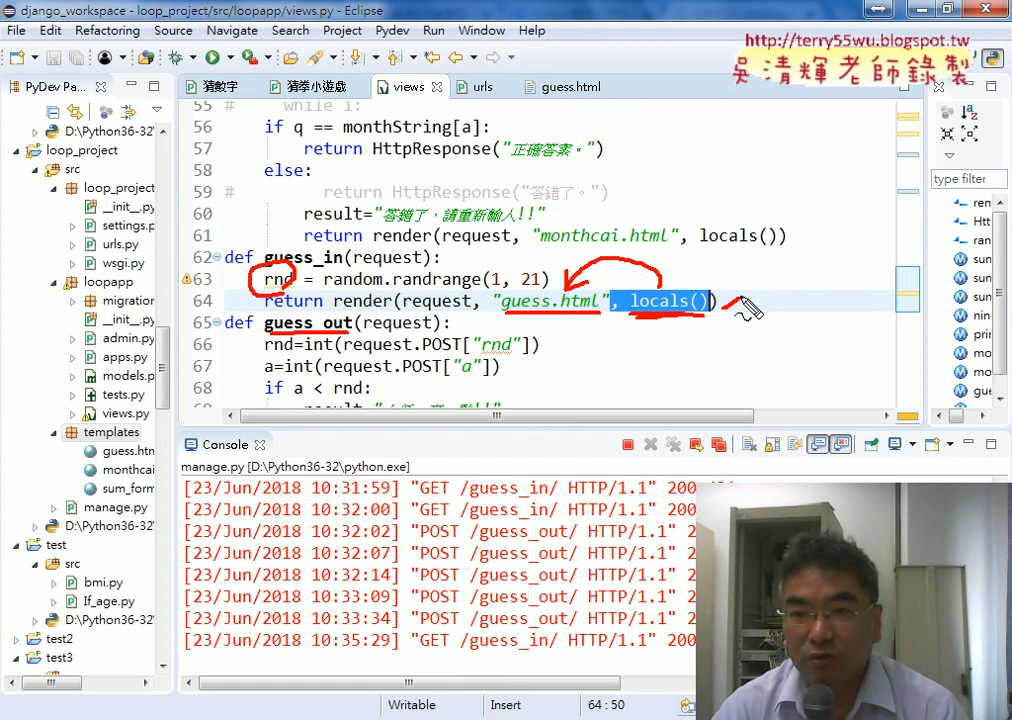 django_workspace - loop_project/src/loopapp/views.py - Eclipse
File Edit Refactoring Source Navigate Search Project Pydev Run Window Help
http://terry55wu.blogspot.tw
吳清輝老師錄製
PyDev Pa...
猜數字
猜拳小遊戲
views
urls
guess.html
D:\Python36-32\
loop_project
src
loop_project
__init__.py
settings.p
urls.py
wsgi.py
loopapp
migration
__init__.py
admin.py
apps.py
models.p
tests.py
views.py
templates
guess.htm
monthcai
sum_form
manage.py
D:\Python36-32\
test
src
bmi.py
If_age.py
D:\Python36-32\
test2
test3
55 # while 1:
56 if q == monthString[a]:
57 return HttpResponse("正確答案。")
58 else:
59 # return HttpResponse("答錯了。")
60 result="答錯了，請重新輸入!!"
61 return render(request, "monthcai.html", locals())
62 def guess_in(request):
63 rnd = random.randrange(1, 21)
64 return render(request, "guess.html", locals())
65 def guess_out(request):
66 rnd=int(request.POST["rnd"])
67 a=int(request.POST["a"])
68 if a < rnd:
type filter
ren
Htt
ran
sun
sun
sun
nin
prir
mo
mo
gue
Console
manage.py [D:\Python36-32\python.exe]
[23/Jun/2018 10:31:59] "GET /guess_in/ HTTP/1.1" 200
[23/Jun/2018 10:32:00] "GET /guess_in/ HTTP/1.1" 200
[23/Jun/2018 10:32:07] "POST /guess_out/ HTTP/1.1" 2
[23/Jun/2018 10:32:07] "POST /guess_out/ HTTP/1.1" 2
[23/Jun/2018 10:32:14] "POST /guess_out/ HTTP/1.1" 2
[23/Jun/2018 10:33:09] "POST /guess_out/ HTTP/1.1" 2
[23/Jun/2018 10:33:34] "POST /guess_out/ HTTP/1.1" 2
[23/Jun/2018 10:35:29] "GET /guess_in/ HTTP/1.1" 200
Writable
Insert
64 : 50